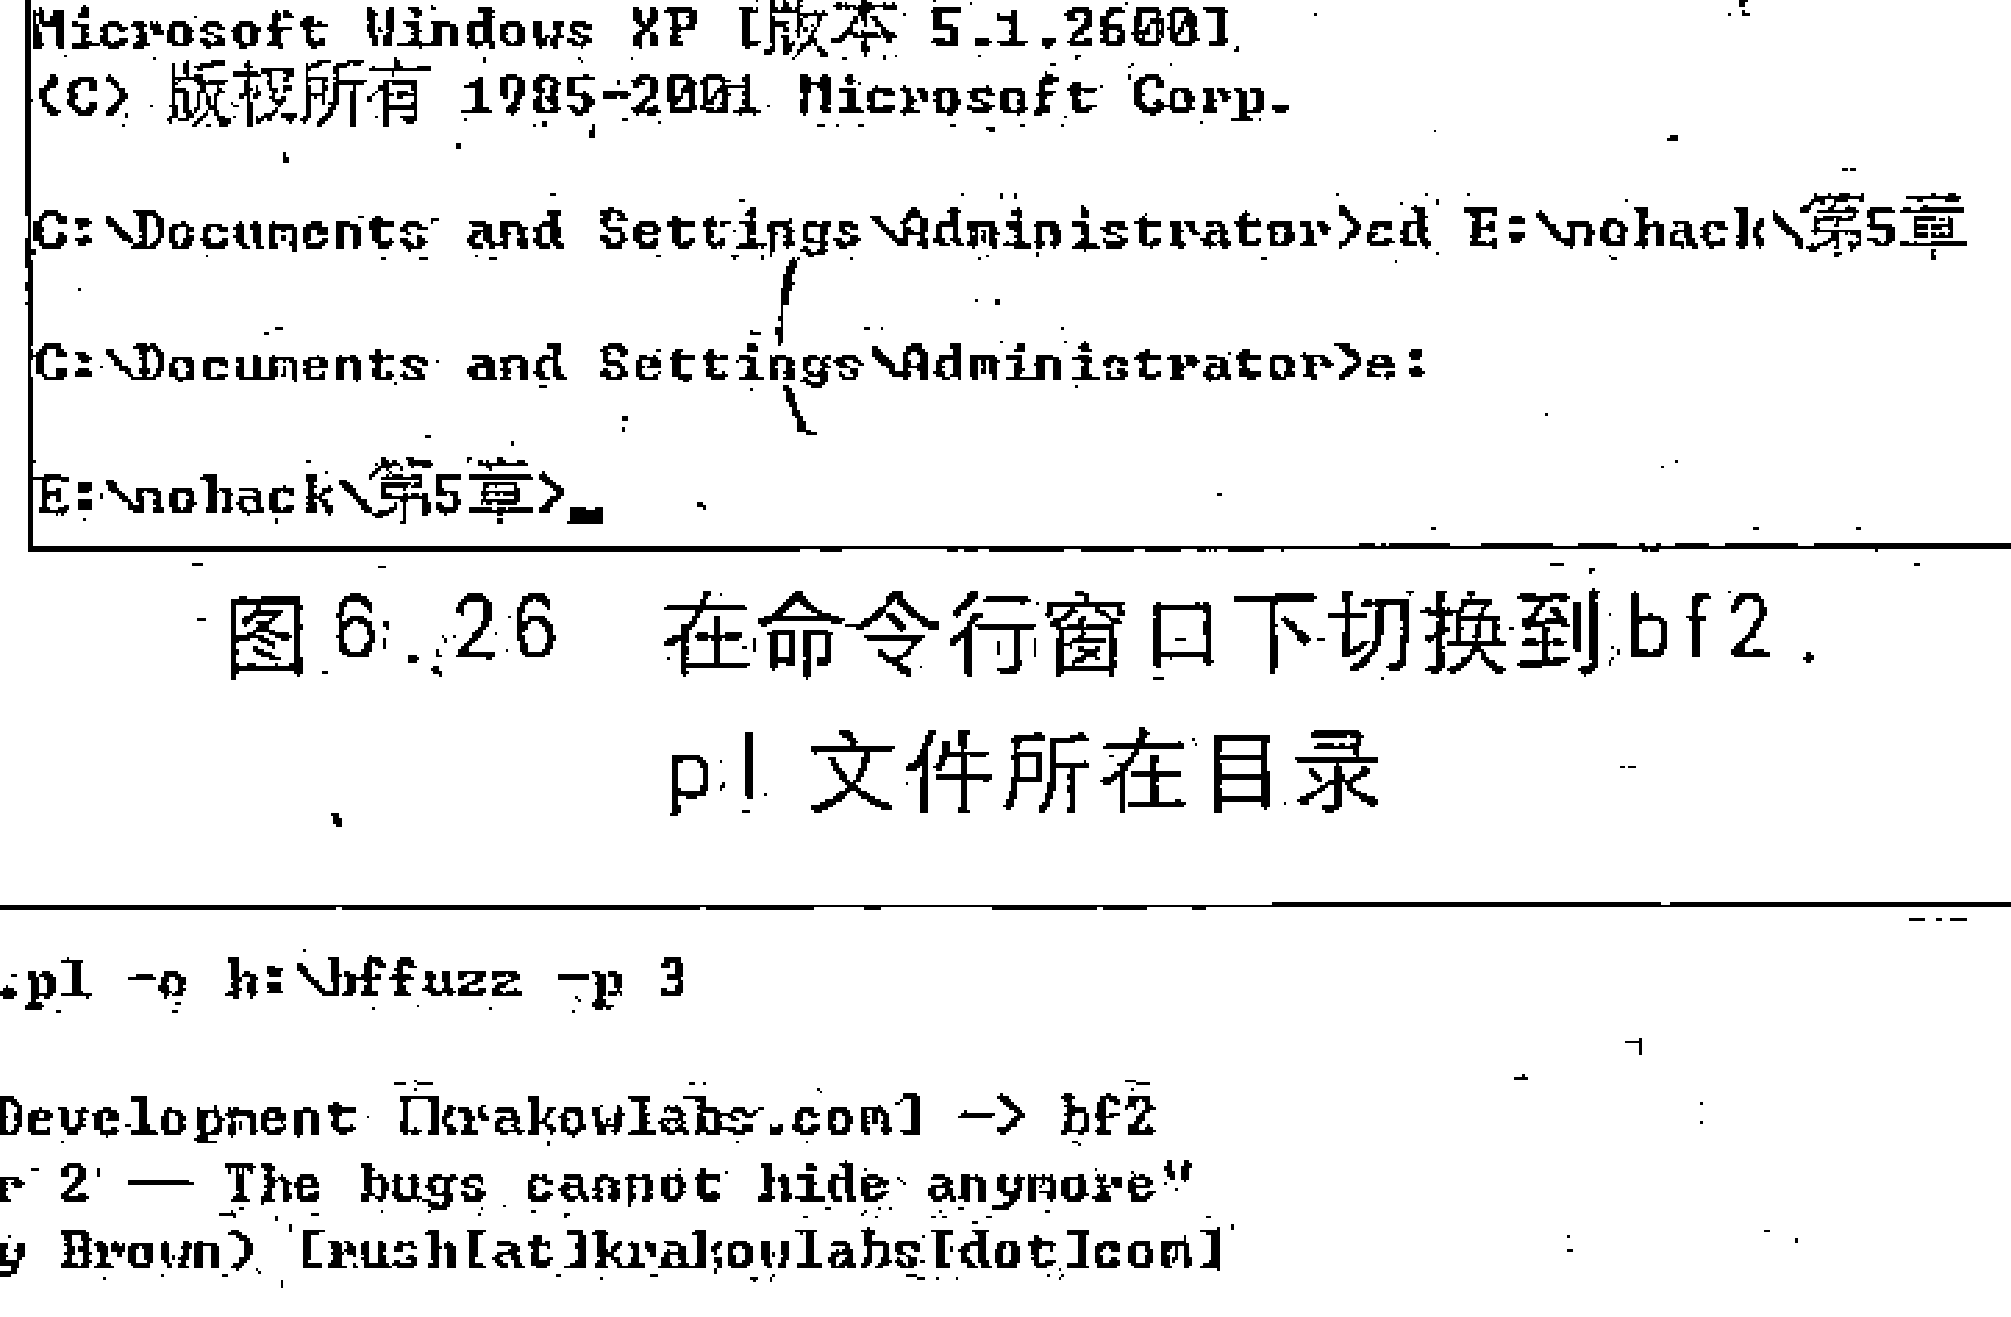 Microsoft Windows XP [版本 5.1.2600]
(C) 版权所有 1985-2001 Microsoft Corp.
C:\Documents and Settings\Administrator>cd E:\nohack\第5章
C:\Documents and Settings\Administrator>e:
E:\nohack\第5章>_
图6.26 在命令行窗口下切换到bf2.
pl 文件所在目录
.pl -o h:\bffuzz -p 3
Development [krakowlabs.com] -> bf2
r 2 — The bugs cannot hide anymore"
y Brown) [rush[at]krakowlabs[dot]com]